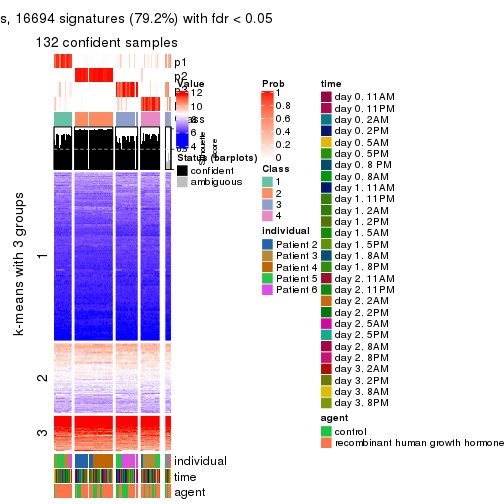 s, 16694 signatures (79.2%) with fdr < 0.05
132 confident samples
p1
p2
Value
12
10
8
6
4
Status (barplots)
confident
ambiguous
k-means with 3 groups
1
2
3
individual
time
agent
Prob
1
0.8
0.6
0.4
0.2
0
Class
1
2
3
4
individual
Patient 2
Patient 3
Patient 4
Patient 5
Patient 6
time
day 0. 11AM
day 0. 11PM
day 0. 2AM
day 0. 2PM
day 0. 5AM
day 0. 5PM
day 0. 8 PM
day 0. 8AM
day 1. 11AM
day 1. 11PM
day 1. 2AM
day 1. 2PM
day 1. 5AM
day 1. 5PM
day 1. 8AM
day 1. 8PM
day 2. 11AM
day 2. 11PM
day 2. 2AM
day 2. 2PM
day 2. 5AM
day 2. 5PM
day 2. 8AM
day 2. 8PM
day 3. 2AM
day 3. 2PM
day 3. 8AM
day 3. 8PM
agent
control
recombinant human growth hormone